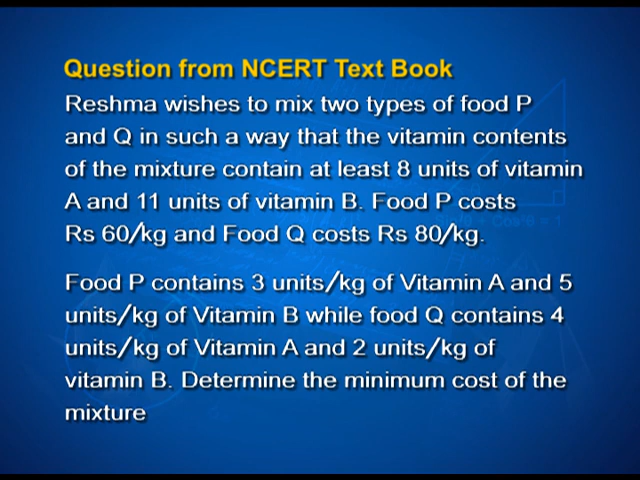 Question from NCERT Text Book
Reshma wishes to mix two types of food P
and Q in such a way that the vitamin contents
of the mixture contain at least 8 units of vitamin
A and 11 units of vitamin B. Food P costs
Rs 60/kg and Food Q costs Rs 80/kg.
Food P contains 3 units/kg of Vitamin A and 5
units/kg of Vitamin B while food Q contains 4
units/kg of Vitamin A and 2 units/kg of
vitamin B. Determine the minimum cost of the
mixture